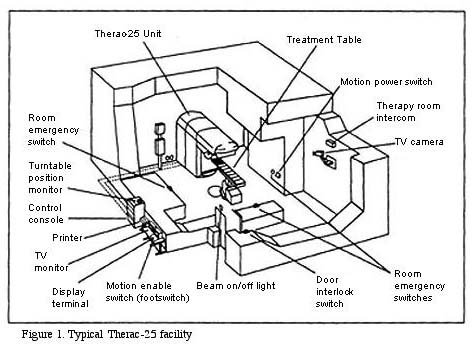 Therac-25 Unit
Treatment Table
Motion power switch
Therapy room
intercom
TV camera
Room
emergency
switch
Turntable
position
monitor
Control
console
Printer
TV
monitor
Display
terminal
Motion enable
switch (footswitch)
Beam on/off light
Door
interlock
switch
Room
emergency
switches
Figure 1. Typical Therac-25 facility